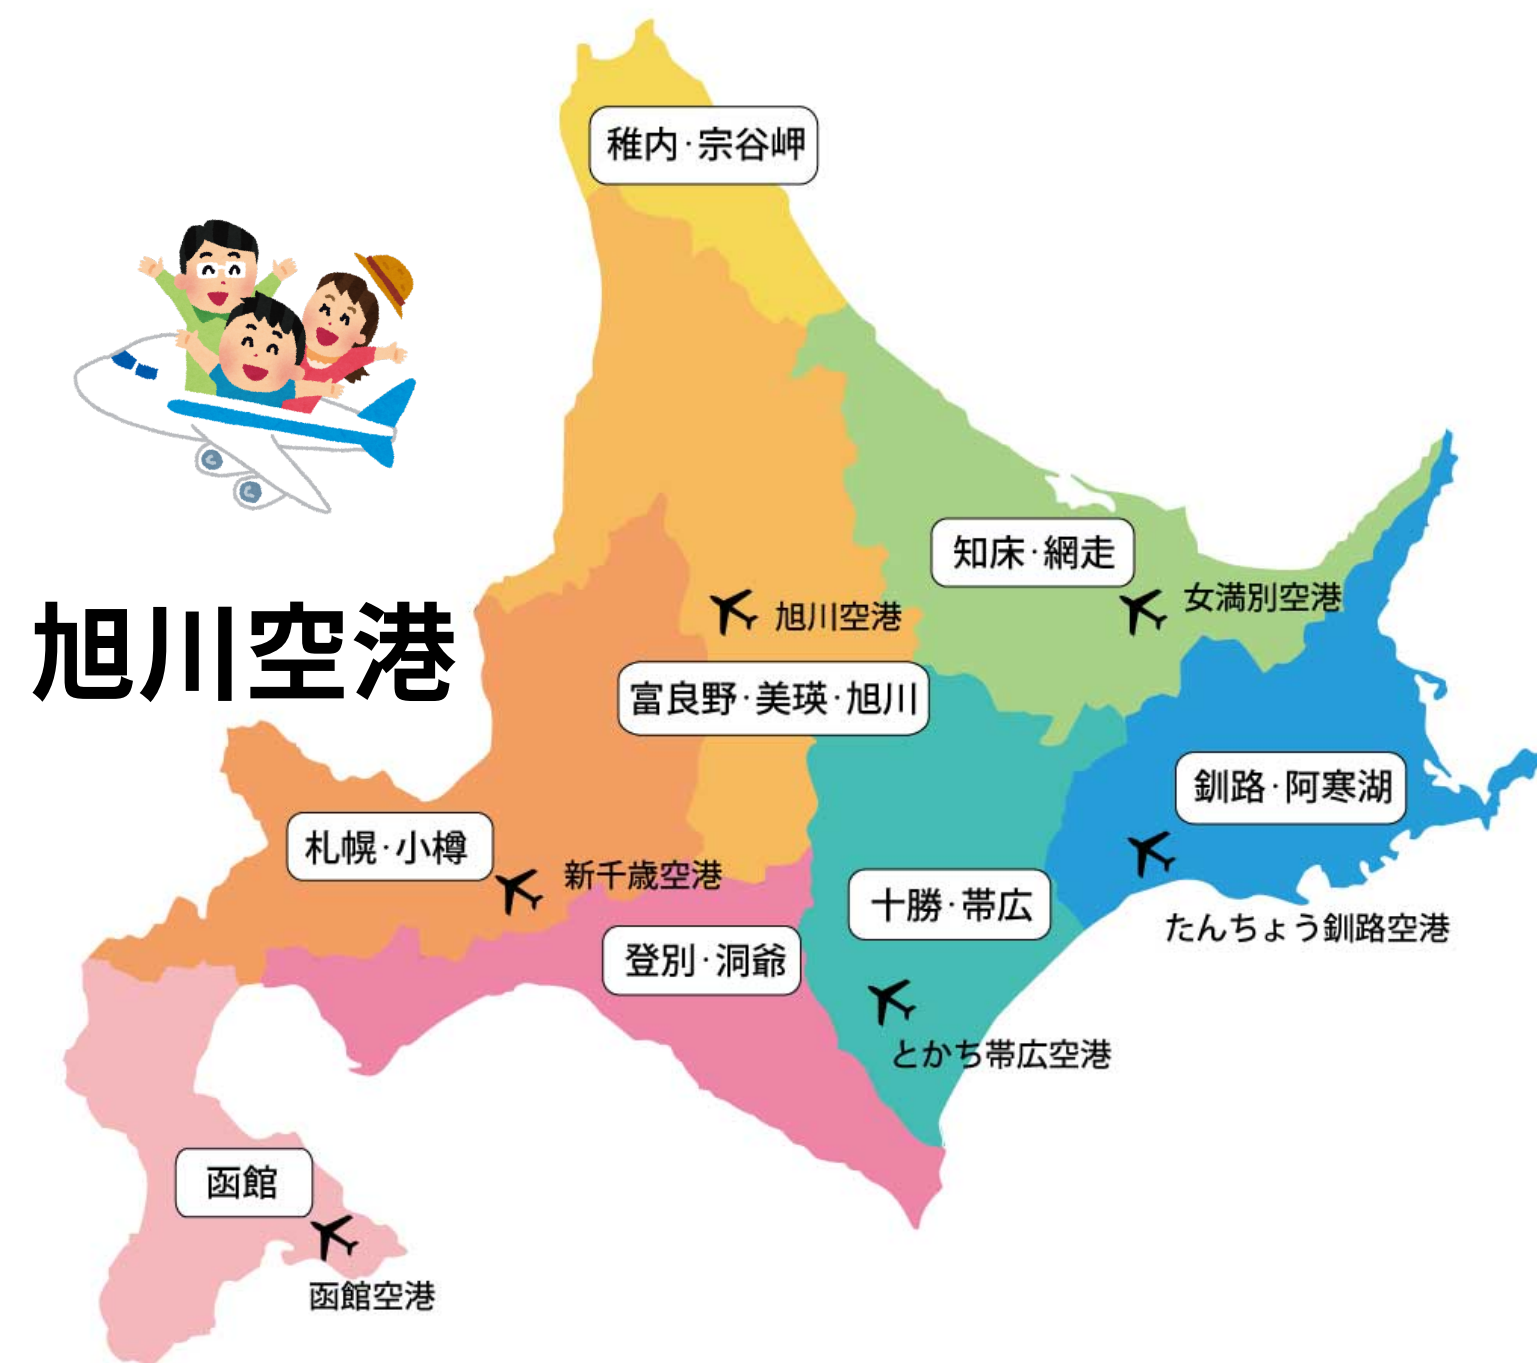 稚内・宗谷岬
旭川空港
知床・網走
女満別空港
旭川空港
富良野・美瑛・旭川
釧路・阿寒湖
札幌・小樽
新千歳空港
十勝・帯広
たんちょう釧路空港
登別・洞爺
とかち帯広空港
函館
函館空港